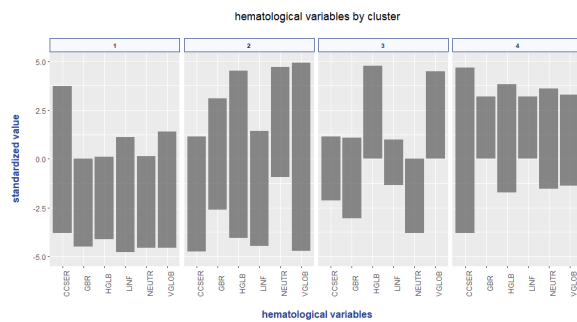 hematological variables by cluster
1 2 3 4
standardized value
5.0
2.5
0.0
-2.5
-5.0
CCSER GBR HGLB LINF NEUTR VGLOB CCSER GBR HGLB LINF NEUTR VGLOB CCSER GBR HGLB LINF NEUTR VGLOB CCSER GBR HGLB LINF NEUTR VGLOB
hematological variables